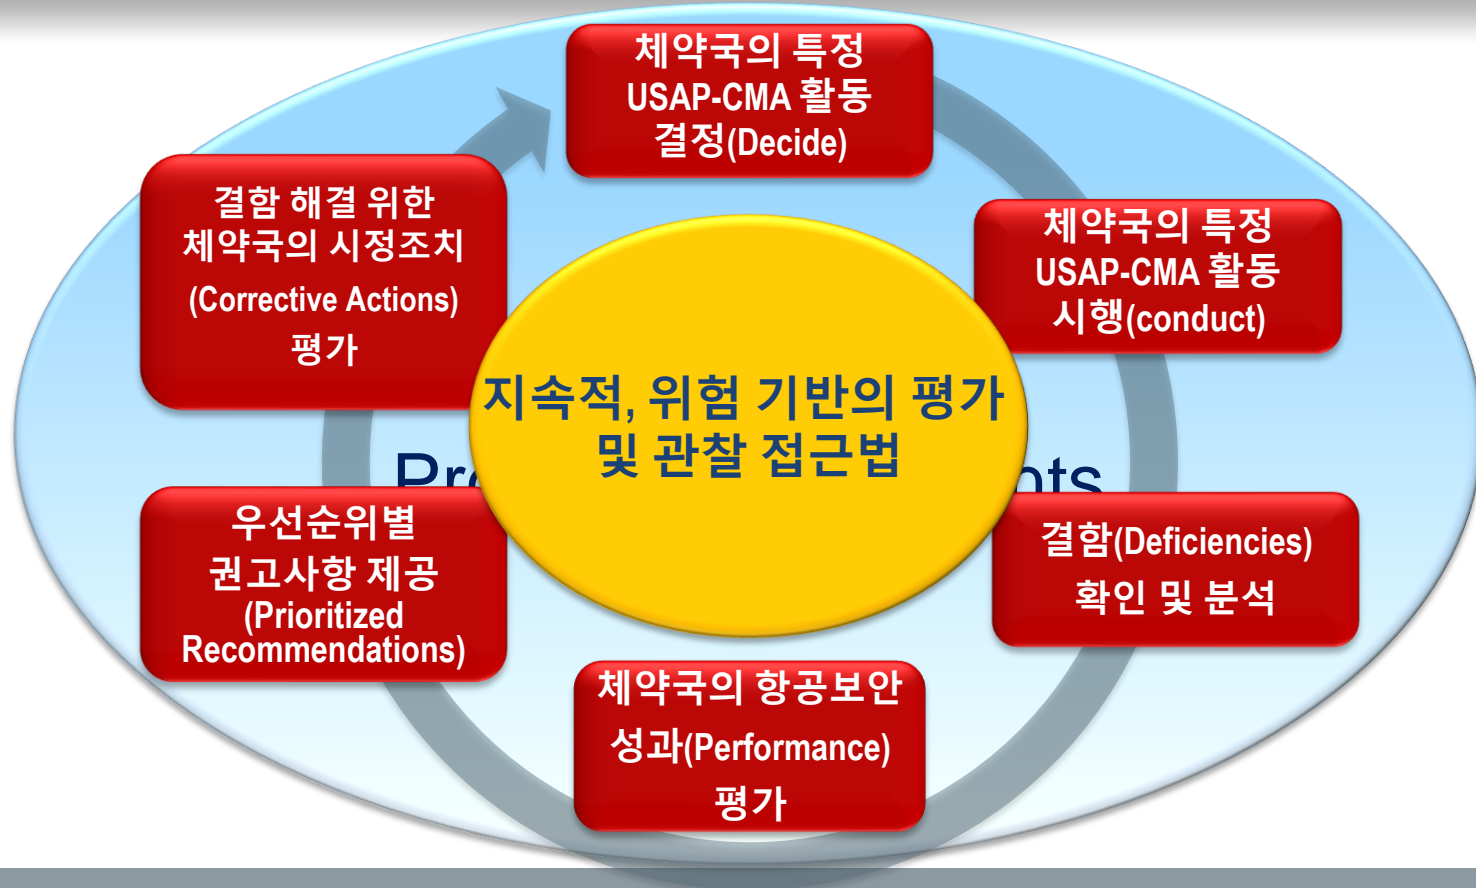 체약국의 특정
USAP-CMA 활동
결정(Decide)
체약국의 특정
USAP-CMA 활동
시행(conduct)
결함(Deficiencies)
확인 및 분석
체약국의 항공보안
성과(Performance)
평가
우선순위별
권고사항 제공
(Prioritized
Recommendations)
결함 해결 위한
체약국의 시정조치
(Corrective Actions)
평가
지속적, 위험 기반의 평가
및 관찰 접근법